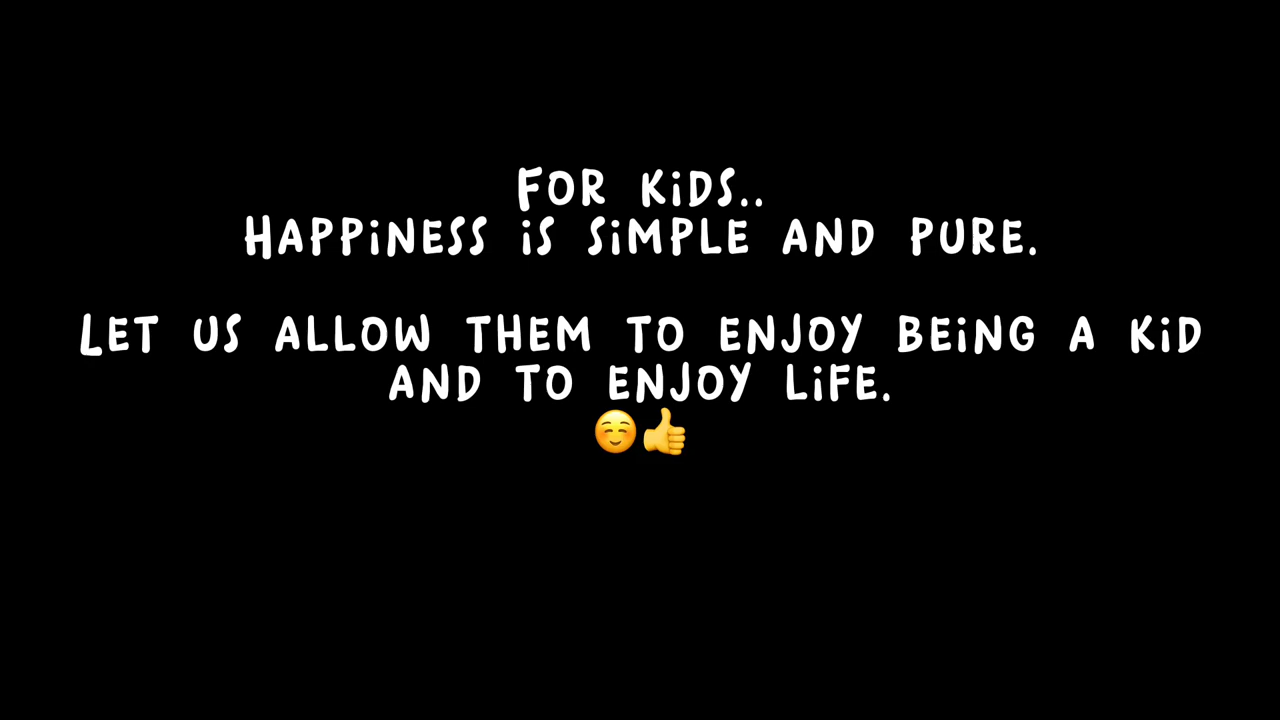 For kids..
Happiness is simple and pure.
Let us allow them to enjoy being a kid
and to enjoy life.
☺️👍